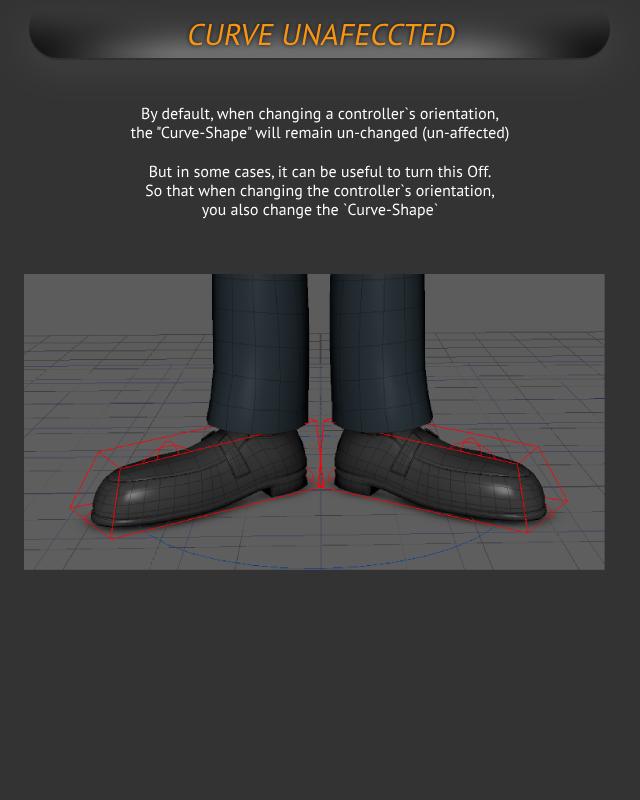 CURVE UNAFECCTED
By default, when changing a controller`s orientation,
the "Curve-Shape" will remain un-changed (un-affected)
But in some cases, it can be useful to turn this Off.
So that when changing the controller`s orientation,
you also change the `Curve-Shape`